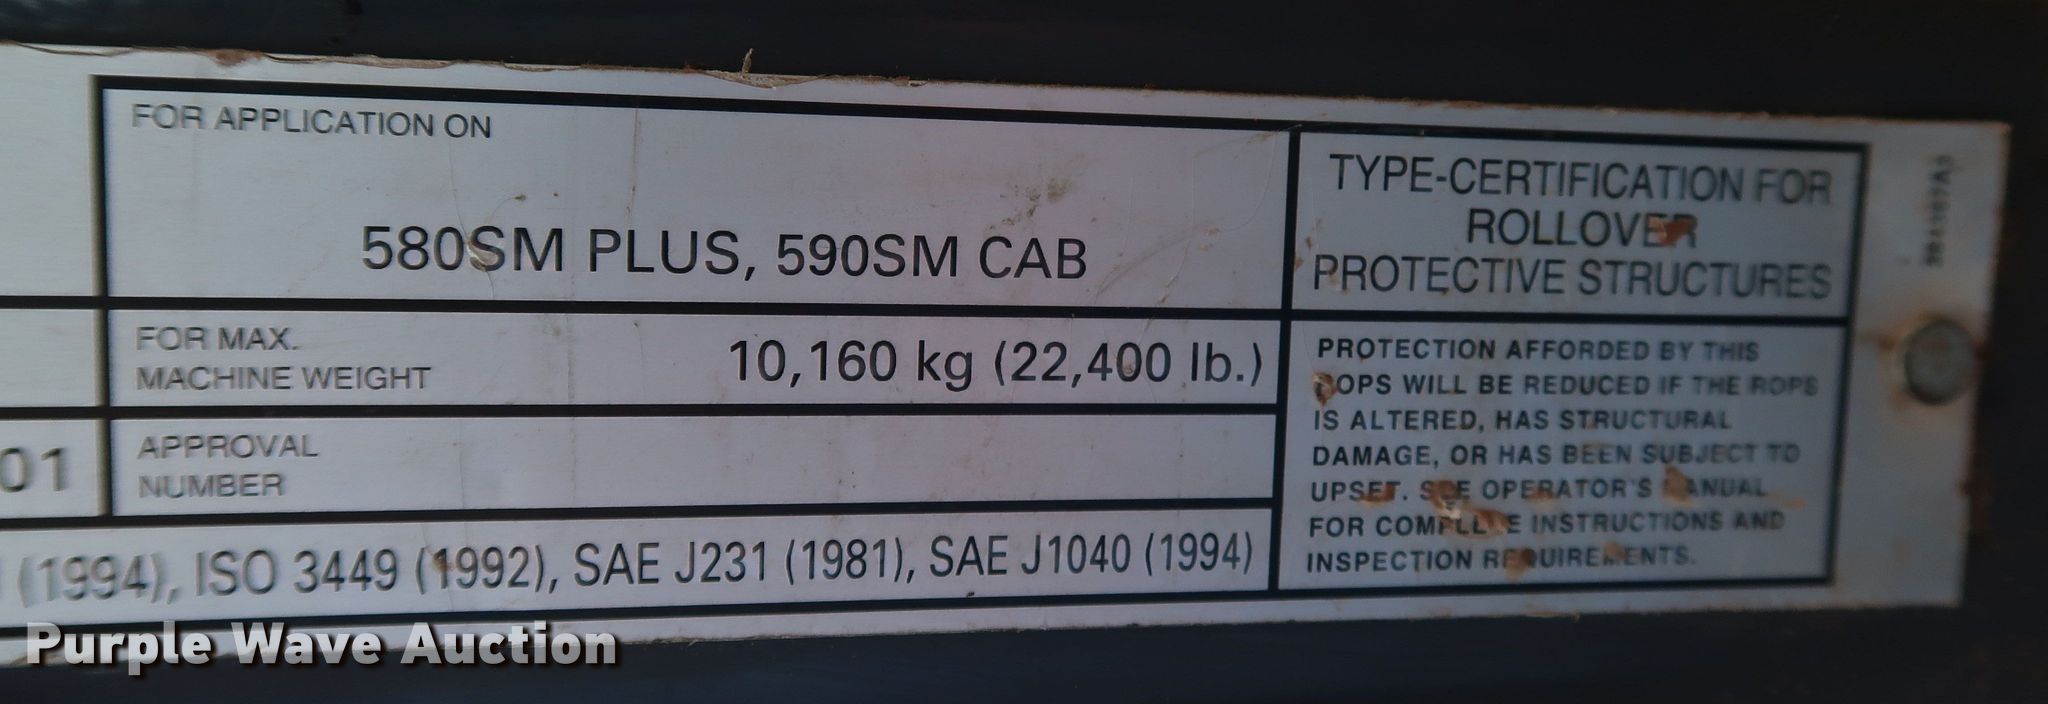 FOR APPLICATION ON
580SM PLUS, 590SM CAB
FOR MAX.
MACHINE WEIGHT
10,160 kg (22,400 lb.)
01
APPROVAL
NUMBER
(1994), ISO 3449 (1992), SAE J231 (1981), SAE J1040 (1994)
TYPE-CERTIFICATION FOR
ROLLOVER
PROTECTIVE STRUCTURES
PROTECTION AFFORDED BY THIS
ROPS WILL BE REDUCED IF THE ROPS
IS ALTERED, HAS STRUCTURAL
DAMAGE, OR HAS BEEN SUBJECT TO
UPSET. SEE OPERATOR'S MANUAL
FOR COMPLETE INSTRUCTIONS AND
INSPECTION REQUIREMENTS.
Purple Wave Auction